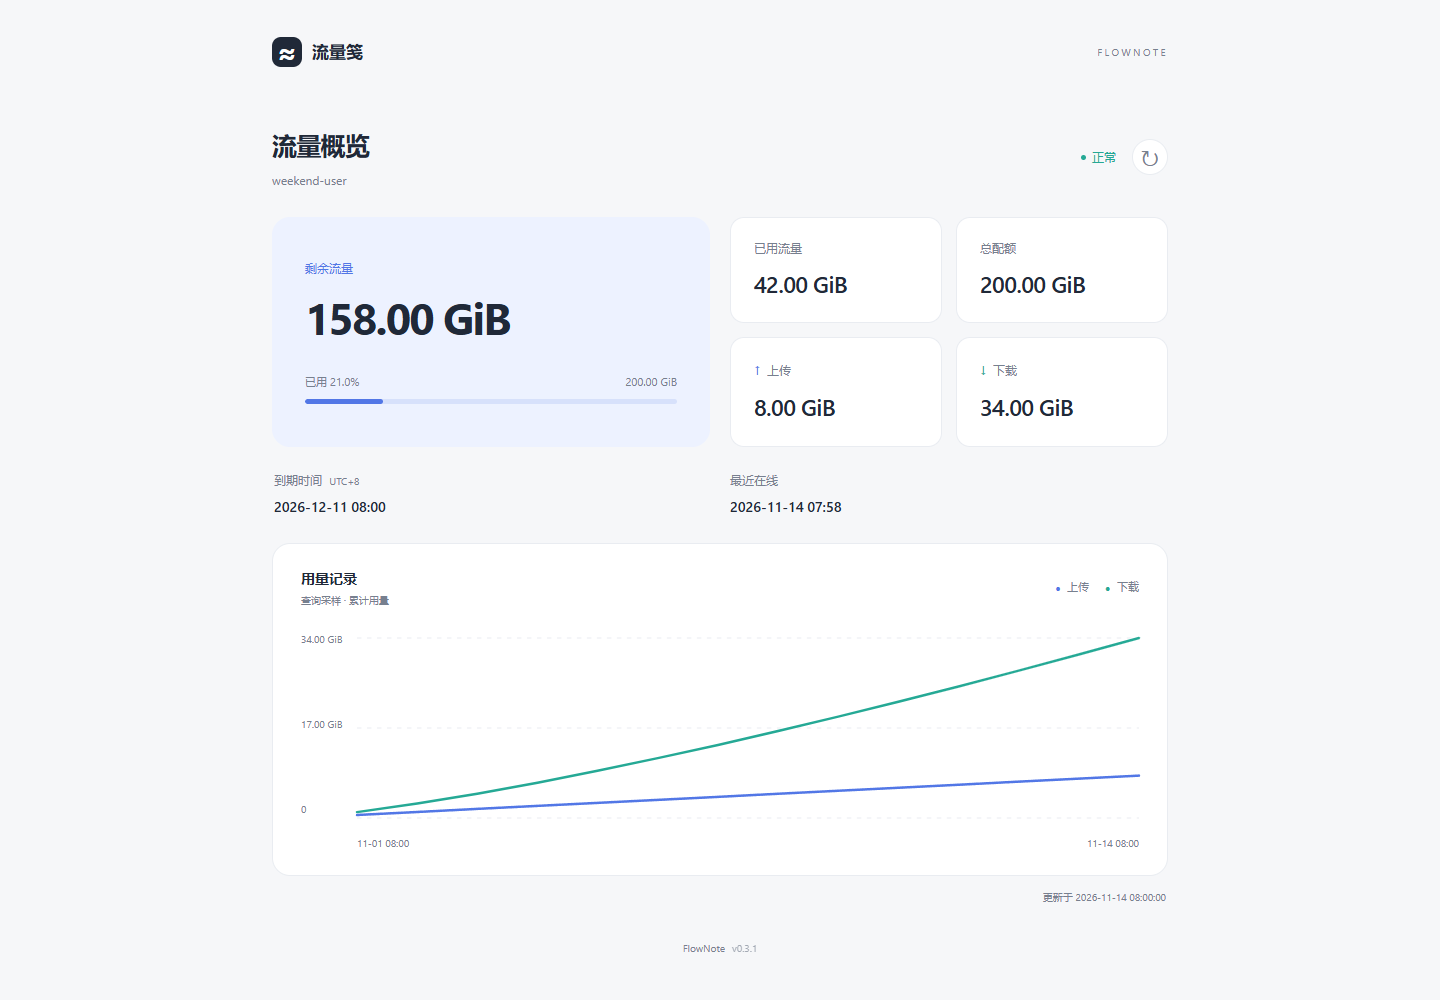 流量笺
FLOWNOTE
流量概览
weekend-user
正常
剩余流量
158.00 GiB
已用 21.0%
200.00 GiB
已用流量
42.00 GiB
总配额
200.00 GiB
↑ 上传
8.00 GiB
↓ 下载
34.00 GiB
到期时间 UTC+8
2026-12-11 08:00
最近在线
2026-11-14 07:58
用量记录
查询采样 · 累计用量
上传
下载
34.00 GiB
17.00 GiB
0
11-01 08:00
11-14 08:00
更新于 2026-11-14 08:00:00
FlowNote v0.3.1